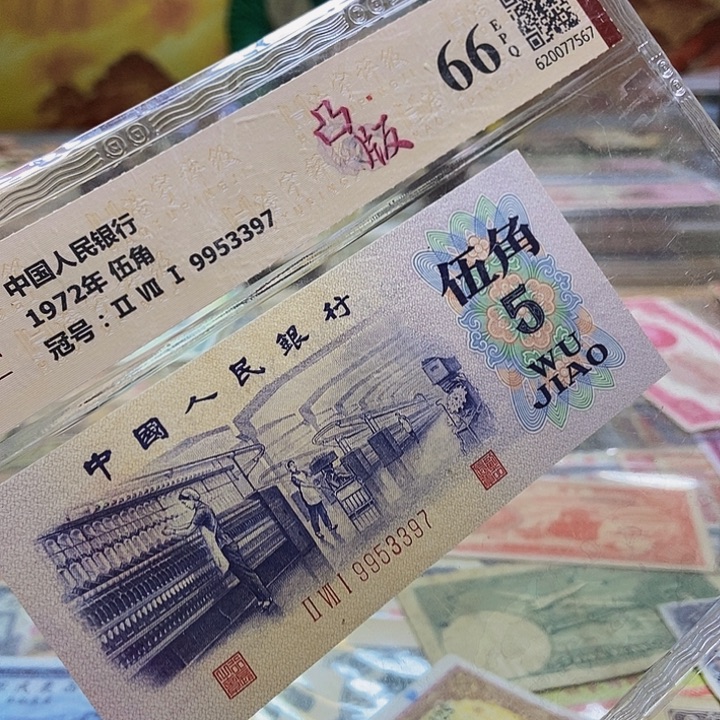 66
EPQ
620077567
凸版
中国人民银行
1972年 伍角
冠号：II VII I 9953397
中國人民銀行
伍角
5
WU
JIAO
II VII I 9953397